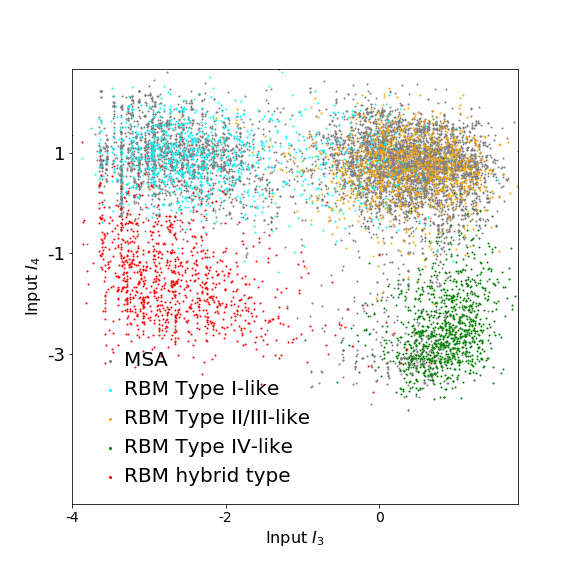 1
-1
-3
MSA
RBM Type I-like
RBM Type II/III-like
RBM Type IV-like
RBM hybrid type
-4
-2
0
Input I₃
Input I₄